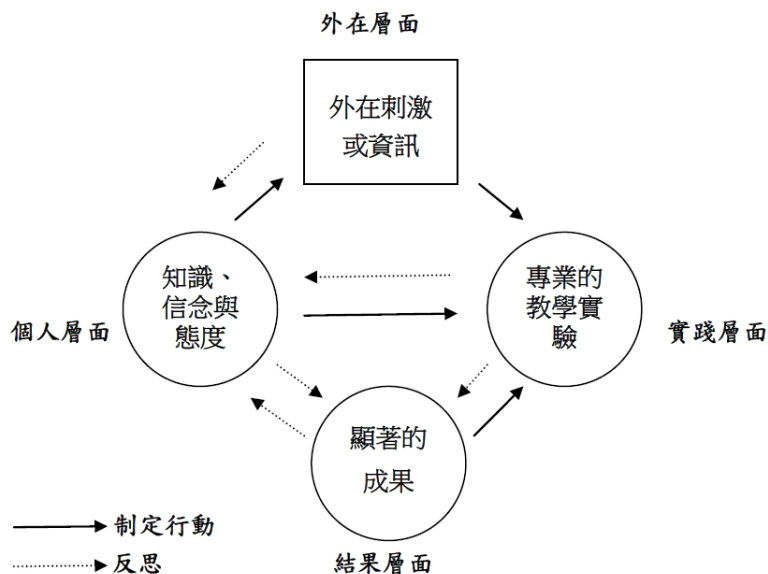 外在層面
外在刺激
或資訊
知識、
信念與
態度
專業的
教學實
驗
個人層面
實踐層面
顯著的
成果
制定行動
反思
結果層面